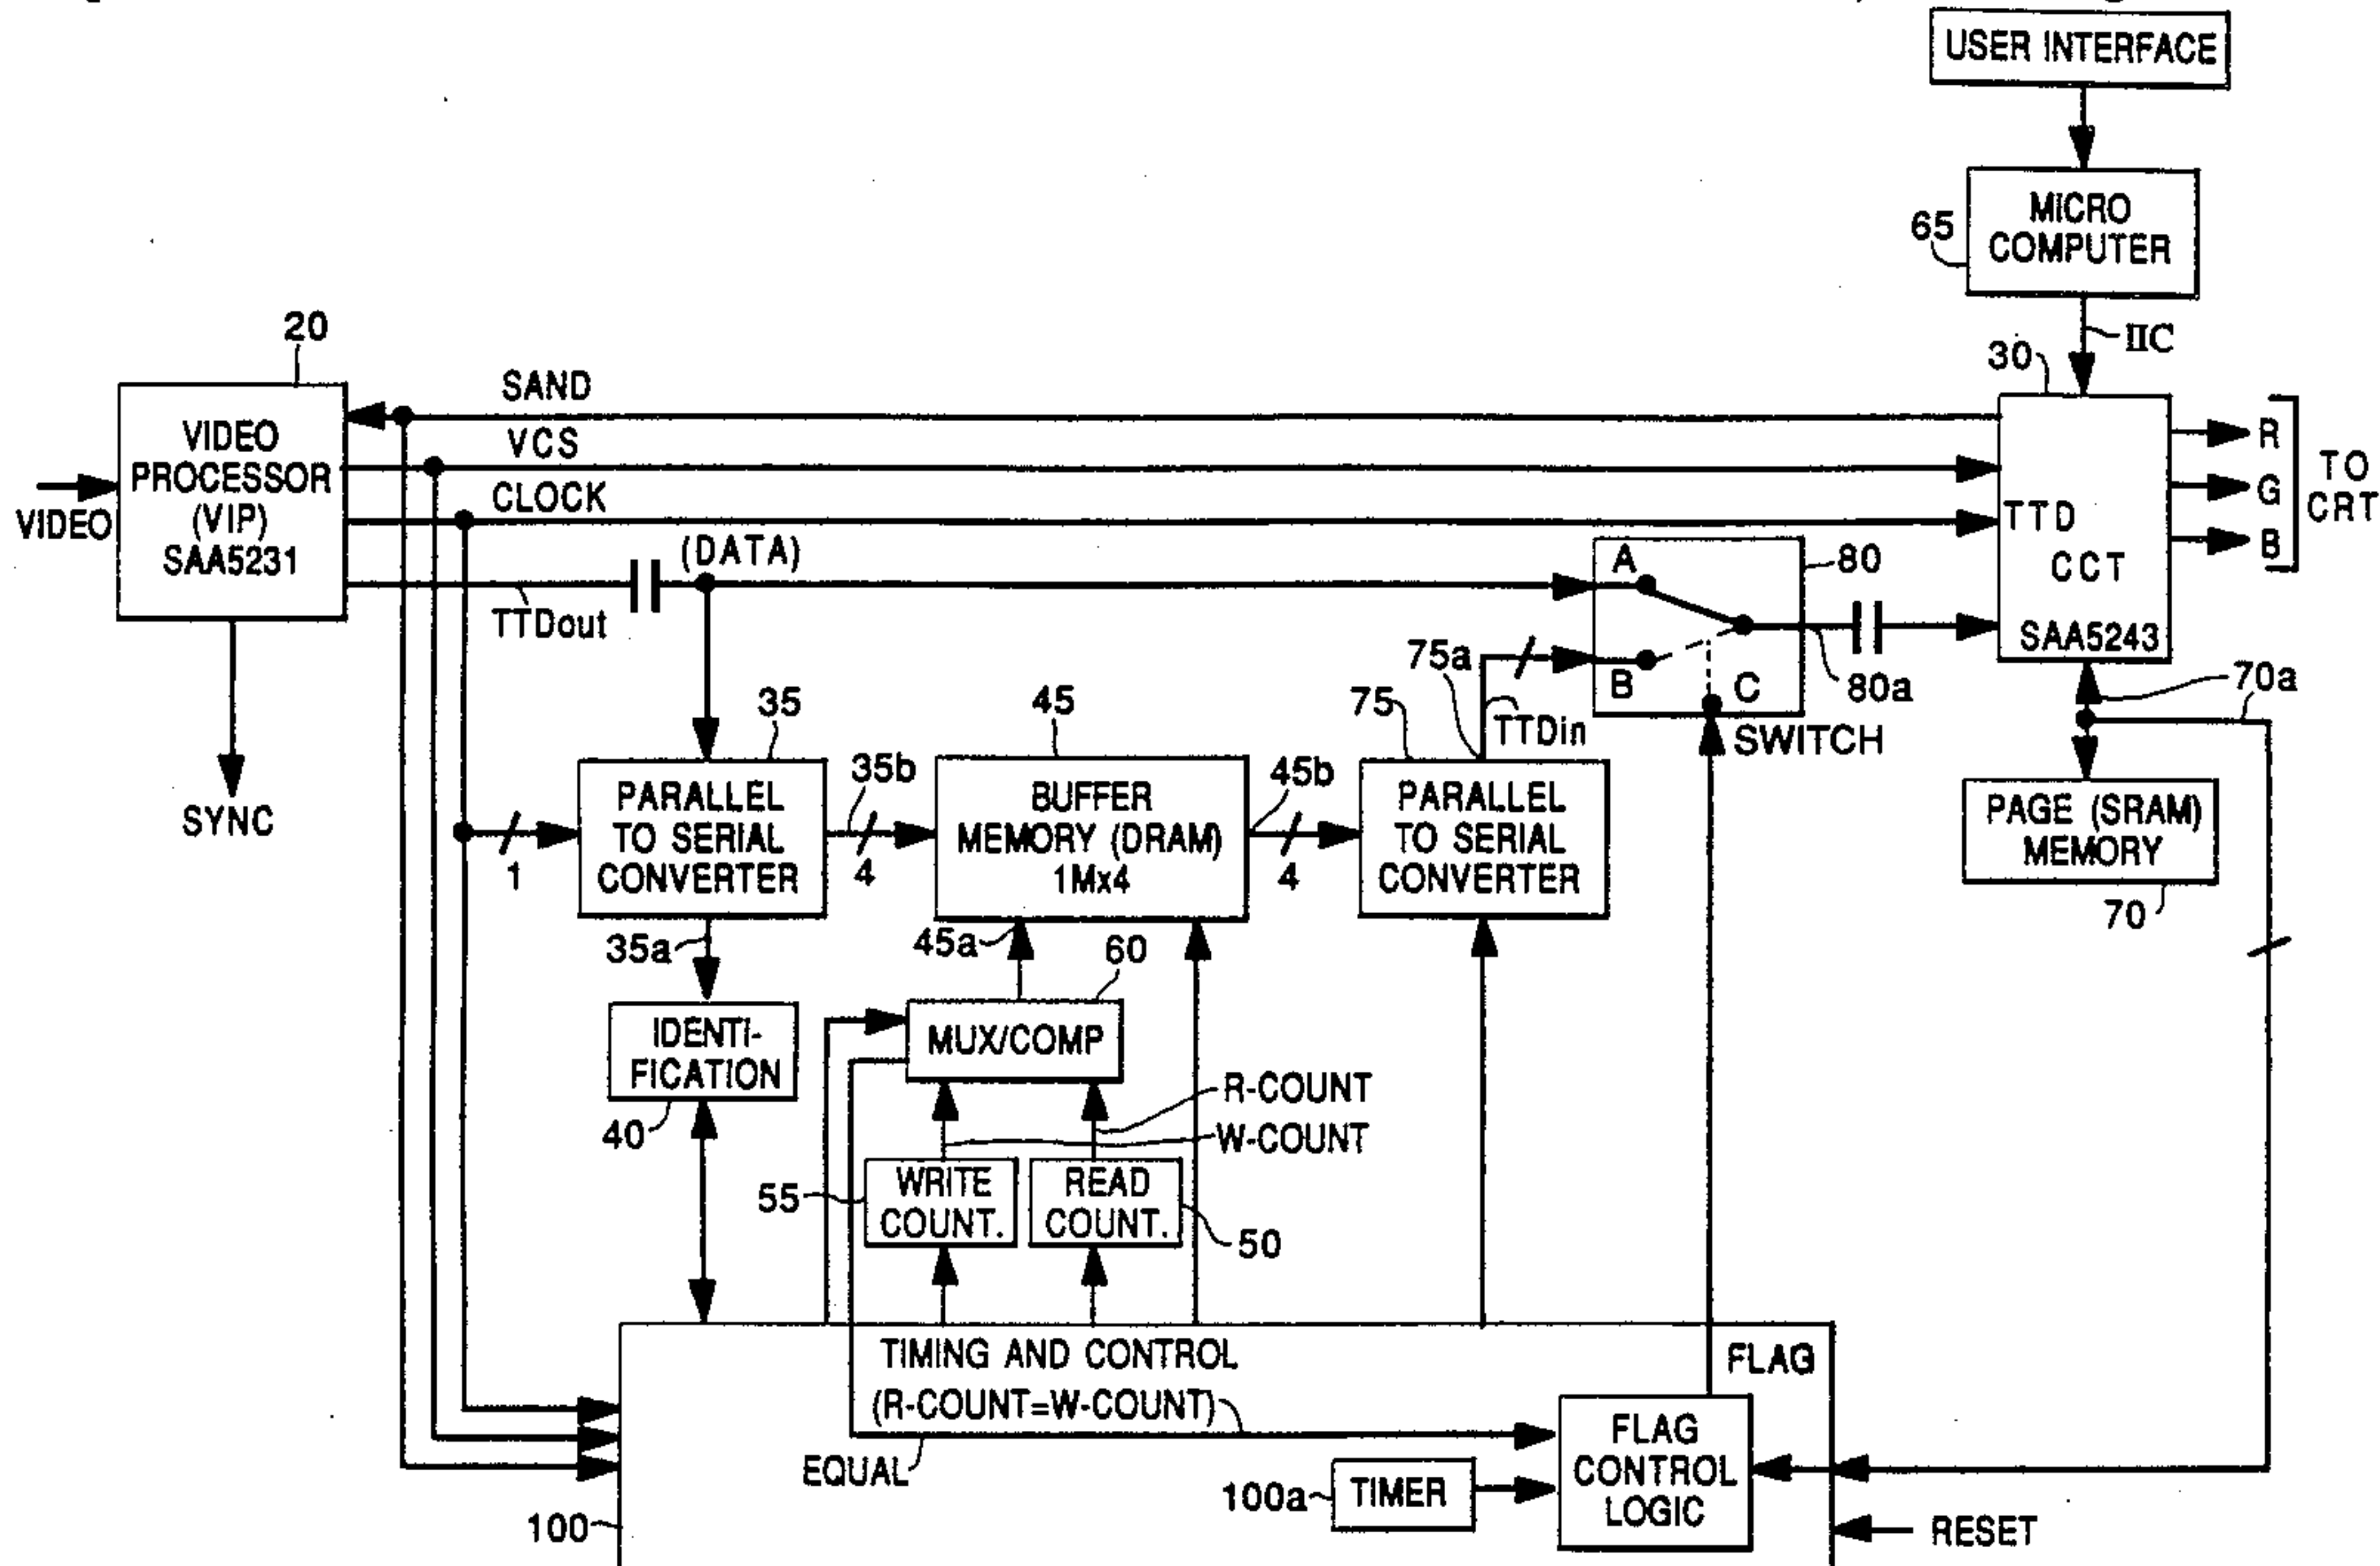 USER INTERFACE
MICRO
COMPUTER
65
IIC
20
30
SAND
VIDEO
PROCESSOR
(VIP)
SAA5231
VCS
CLOCK
VIDEO
(DATA)
TTDout
SYNC
TTD
CCT
SAA5243
R
G
B
TO
CRT
A
B
C
80
80a
SWITCH
75a
TTDin
70a
35
PARALLEL
TO SERIAL
CONVERTER
1
35b
4
45
BUFFER
MEMORY (DRAM)
1Mx4
45b
4
75
PARALLEL
TO SERIAL
CONVERTER
PAGE (SRAM)
MEMORY
70
35a
45a
60
IDENTI-
FICATION
40
MUX/COMP
R-COUNT
W-COUNT
55
WRITE
COUNT.
READ
COUNT.
50
TIMING AND CONTROL
(R-COUNT=W-COUNT)
FLAG
EQUAL
FLAG
CONTROL
LOGIC
100a
TIMER
100
RESET